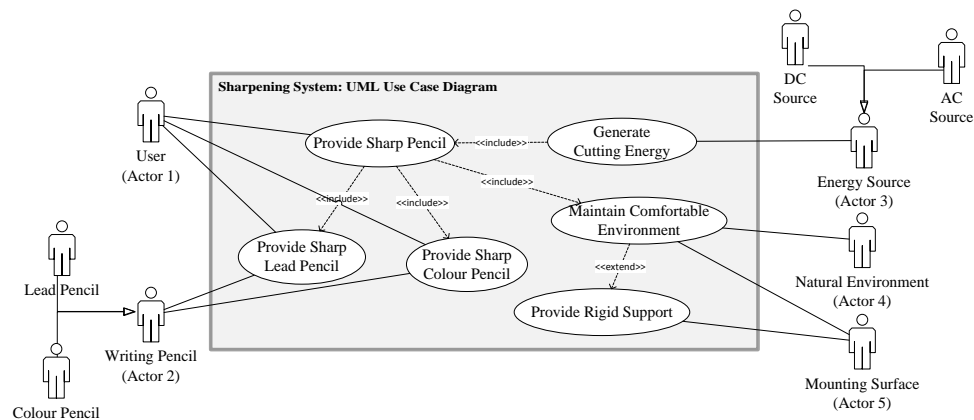 DC
Source
AC
Source
Sharpening System: UML Use Case Diagram
User
(Actor 1)
Provide Sharp Pencil
<<include>>
Generate
Cutting Energy
Energy Source
(Actor 3)
<<include>>
<<include>>
<<include>>
Maintain Comfortable
Environment
Provide Sharp
Lead Pencil
Provide Sharp
Colour Pencil
<<extend>>
Lead Pencil
Natural Environment
(Actor 4)
Provide Rigid Support
Writing Pencil
(Actor 2)
Colour Pencil
Mounting Surface
(Actor 5)